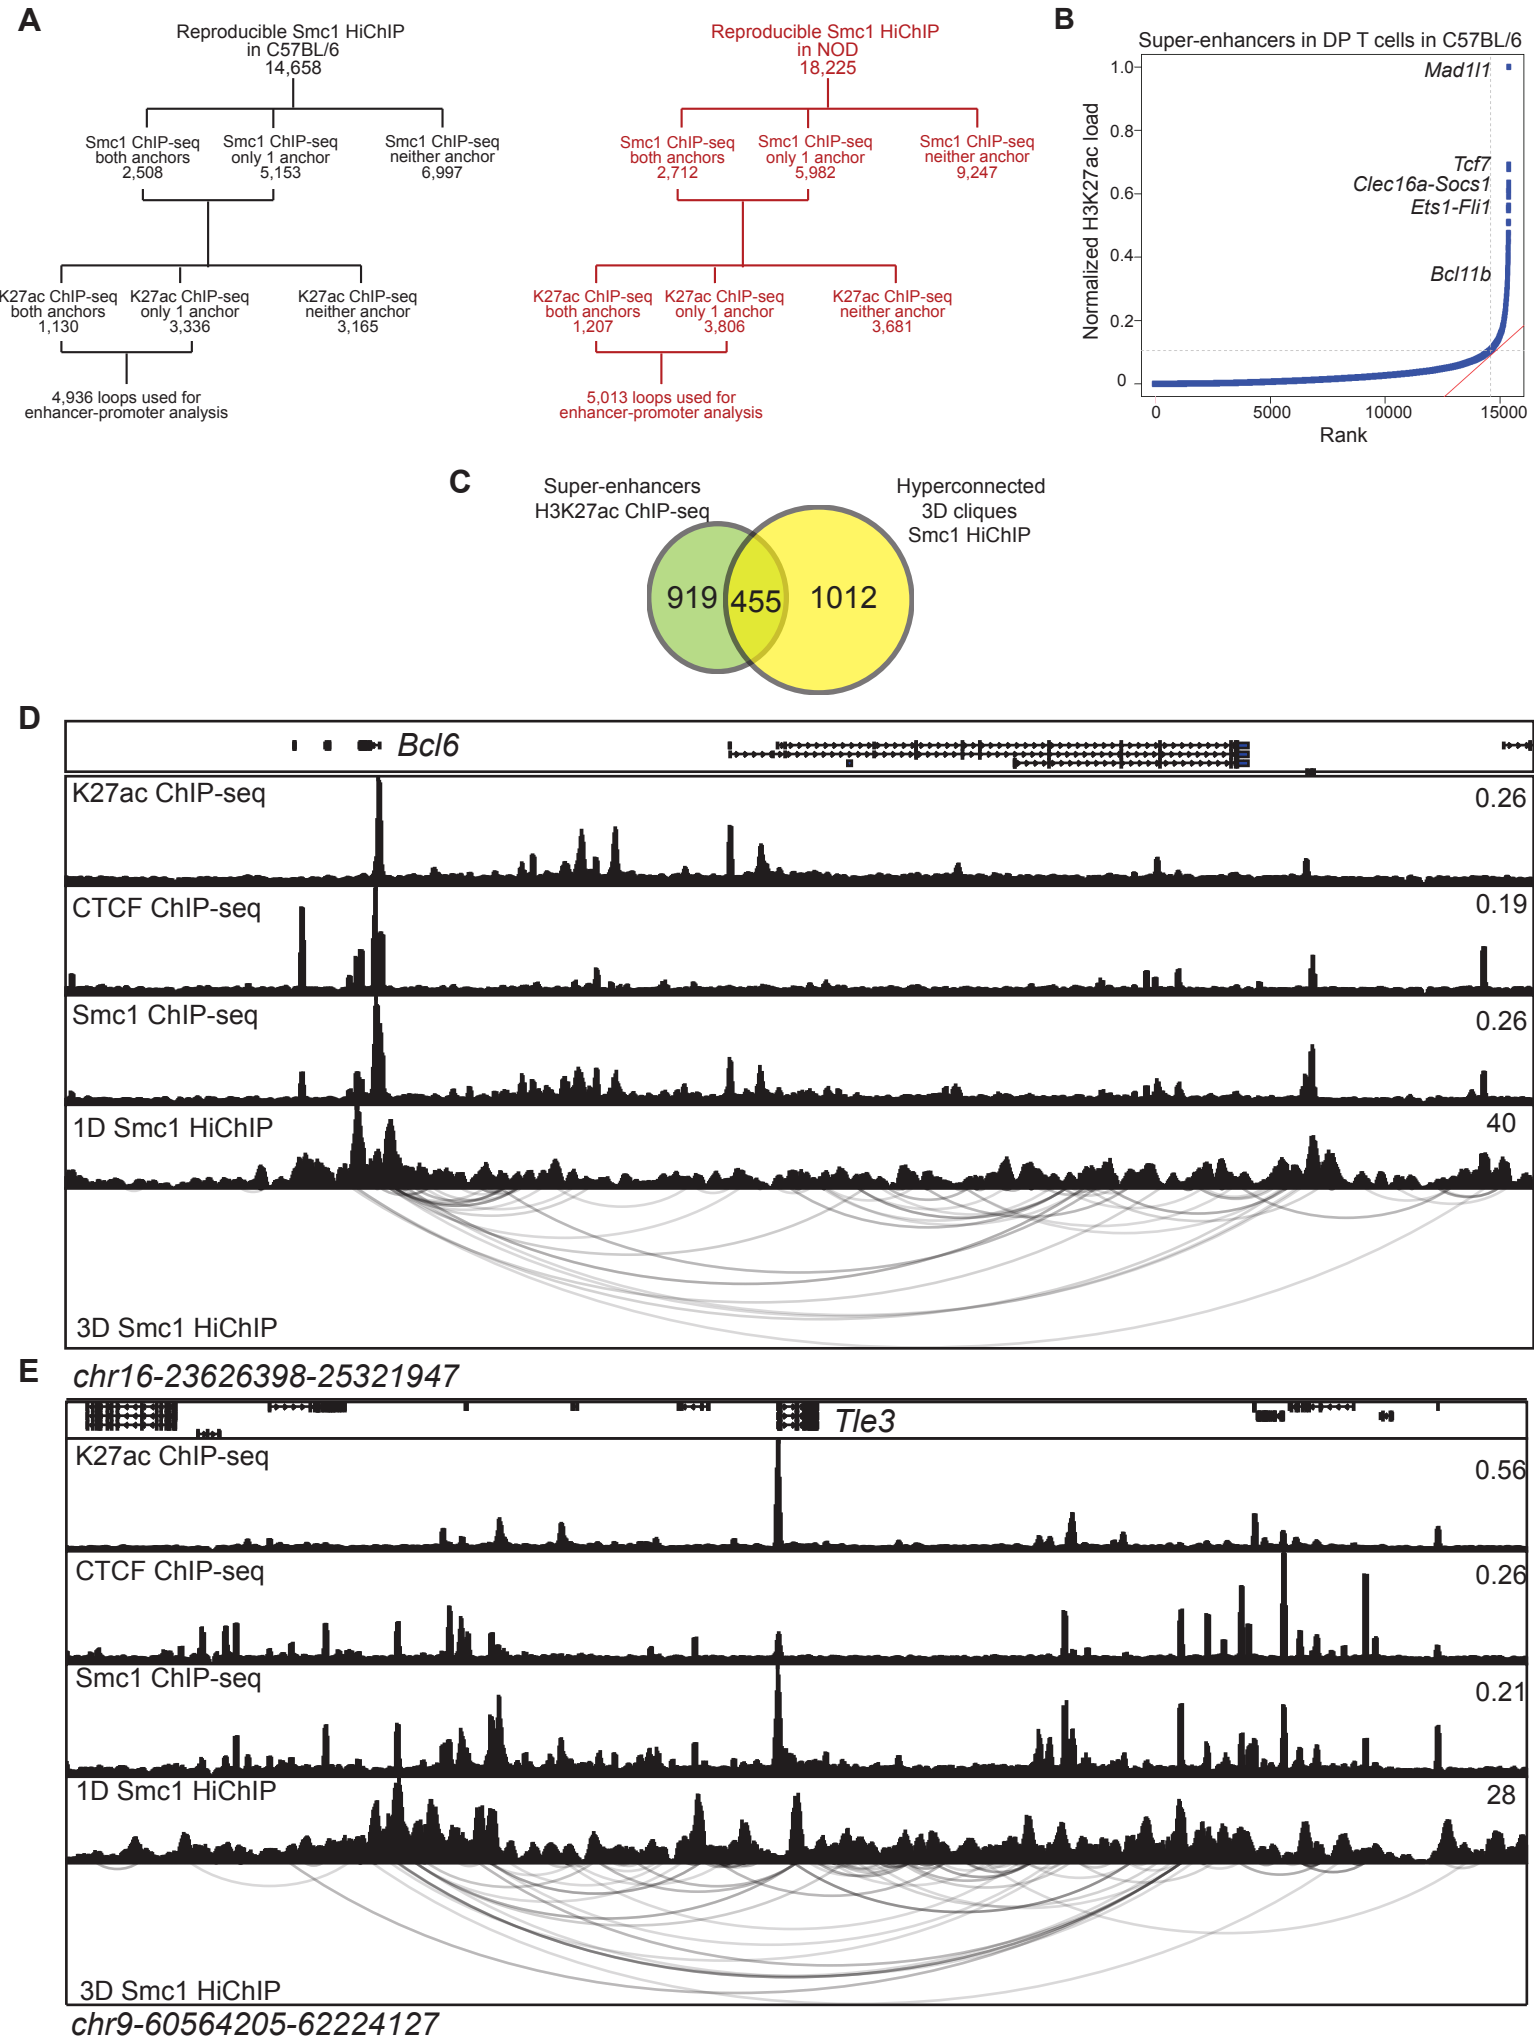 A
Reproducible Smc1 HiChIP
in C57BL/6
14,658
Smc1 ChIP-seq
both anchors
2,508
Smc1 ChIP-seq
only 1 anchor
5,153
Smc1 ChIP-seq
neither anchor
6,997
K27ac ChIP-seq
both anchors
1,130
K27ac ChIP-seq
only 1 anchor
3,336
K27ac ChIP-seq
neither anchor
3,165
4,936 loops used for
enhancer-promoter analysis
Reproducible Smc1 HiChIP
in NOD
18,225
Smc1 ChIP-seq
both anchors
2,712
Smc1 ChIP-seq
only 1 anchor
5,982
Smc1 ChIP-seq
neither anchor
9,247
K27ac ChIP-seq
both anchors
1,207
K27ac ChIP-seq
only 1 anchor
3,806
K27ac ChIP-seq
neither anchor
3,681
5,013 loops used for
enhancer-promoter analysis
B
Super-enhancers in DP T cells in C57BL/6
Normalized H3K27ac load
1.0
0.8
0.6
0.4
0.2
0
Mad1l1
Tcf7
Clec16a-Socs1
Ets1-Fli1
Bcl11b
0
5000
10000
15000
Rank
C
Super-enhancers
H3K27ac ChIP-seq
Hyperconnected
3D cliques
Smc1 HiChIP
919
455
1012
D
Bcl6
K27ac ChIP-seq
0.26
CTCF ChIP-seq
0.19
Smc1 ChIP-seq
0.26
1D Smc1 HiChIP
40
3D Smc1 HiChIP
chr16-23626398-25321947
E
Tle3
K27ac ChIP-seq
0.56
CTCF ChIP-seq
0.26
Smc1 ChIP-seq
0.21
1D Smc1 HiChIP
28
3D Smc1 HiChIP
chr9-60564205-62224127